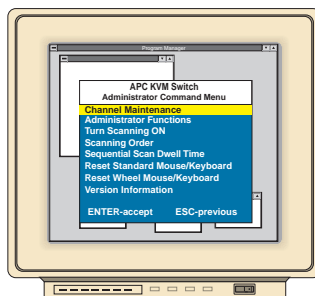 Program Manager
APC KVM Switch
Administrator Command Menu
Channel Maintenance
Administrator Functions
Turn Scanning ON
Scanning Order
Sequential Scan Dwell Time
Reset Standard Mouse/Keyboard
Reset Wheel Mouse/Keyboard
Version Information
ENTER-accept ESC-previous